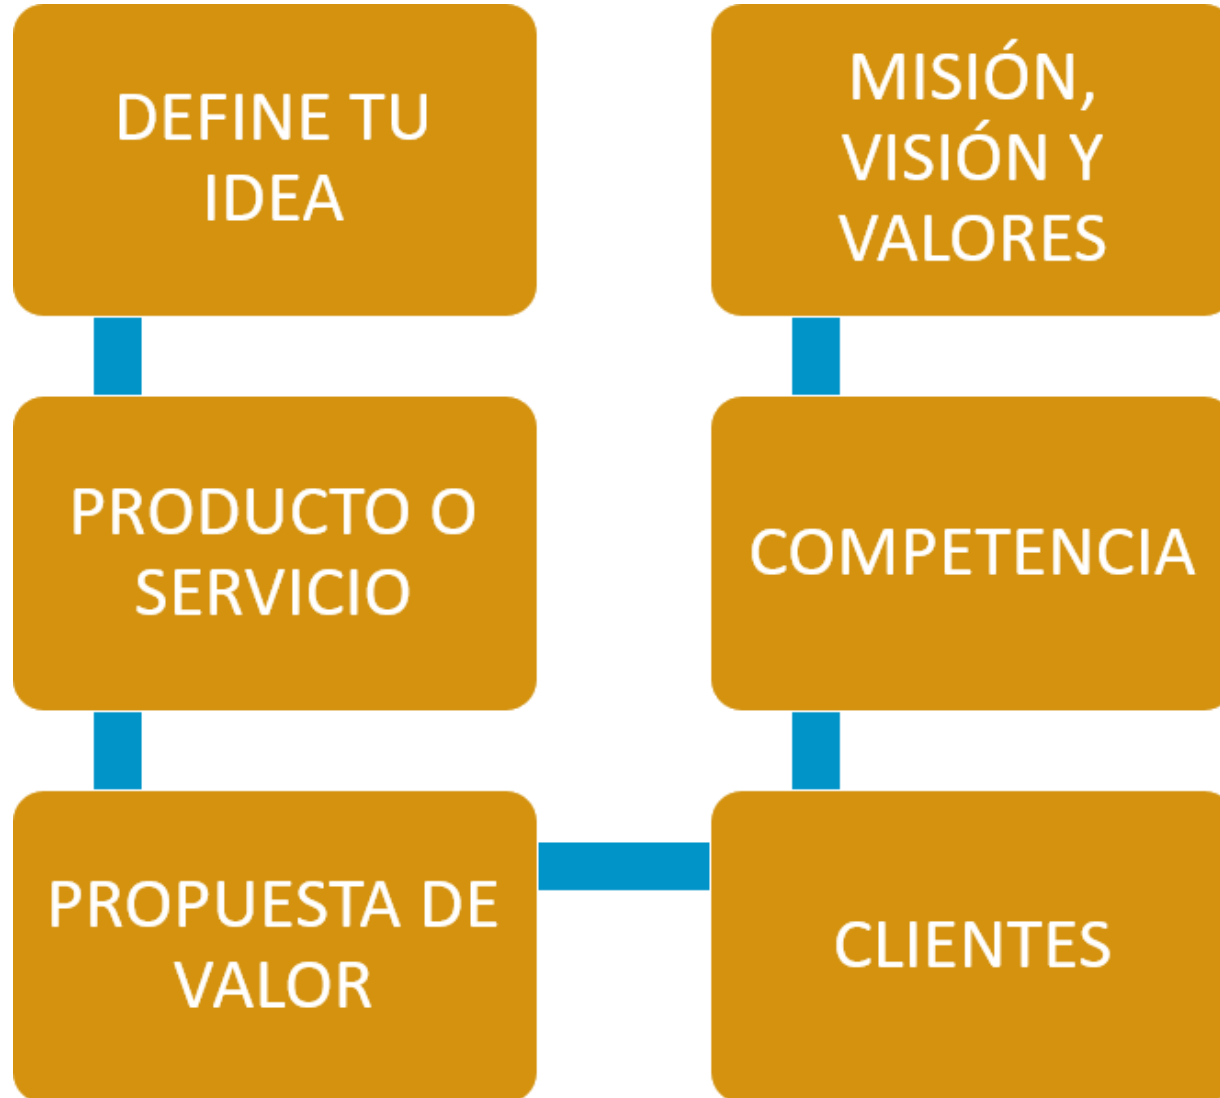 DEFINE TU
IDEA
PRODUCTO O
SERVICIO
PROPUESTA DE
VALOR
CLIENTES
COMPETENCIA
MISIÓN,
VISIÓN Y
VALORES